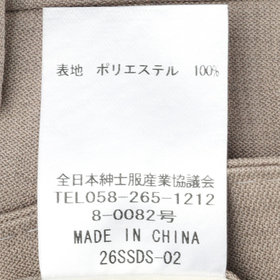 表地 ポリエステル 100%
全日本紳士服産業協議会
TEL058-265-1212
8-0082号
MADE IN CHINA
26SSDS-02